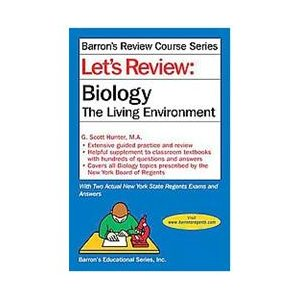 Barron's Review Course Series
Let's Review:
Biology
The Living Environment
G. Scott Hunter, M.A.
• Extensive guided practice and review
• Helpful supplement to classroom textbooks
with hundreds of questions and answers
• Covers all Biology topics prescribed by the
New York Board of Regents
With Two Actual New York State Regents Exams and
Answers
Visit
www.barronsregents.com
Barron's Educational Series, Inc.